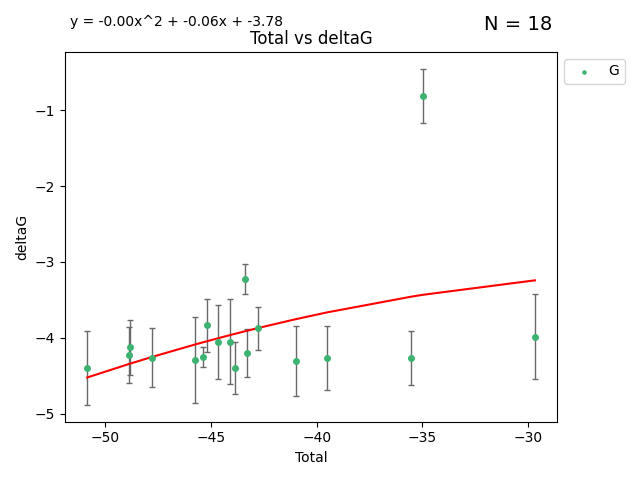 y = -0.00x^2 + -0.06x + -3.78
N = 18
Total vs deltaG
G
deltaG
−1
−2
−3
−4
−5
−50
−45
−40
−35
−30
Total